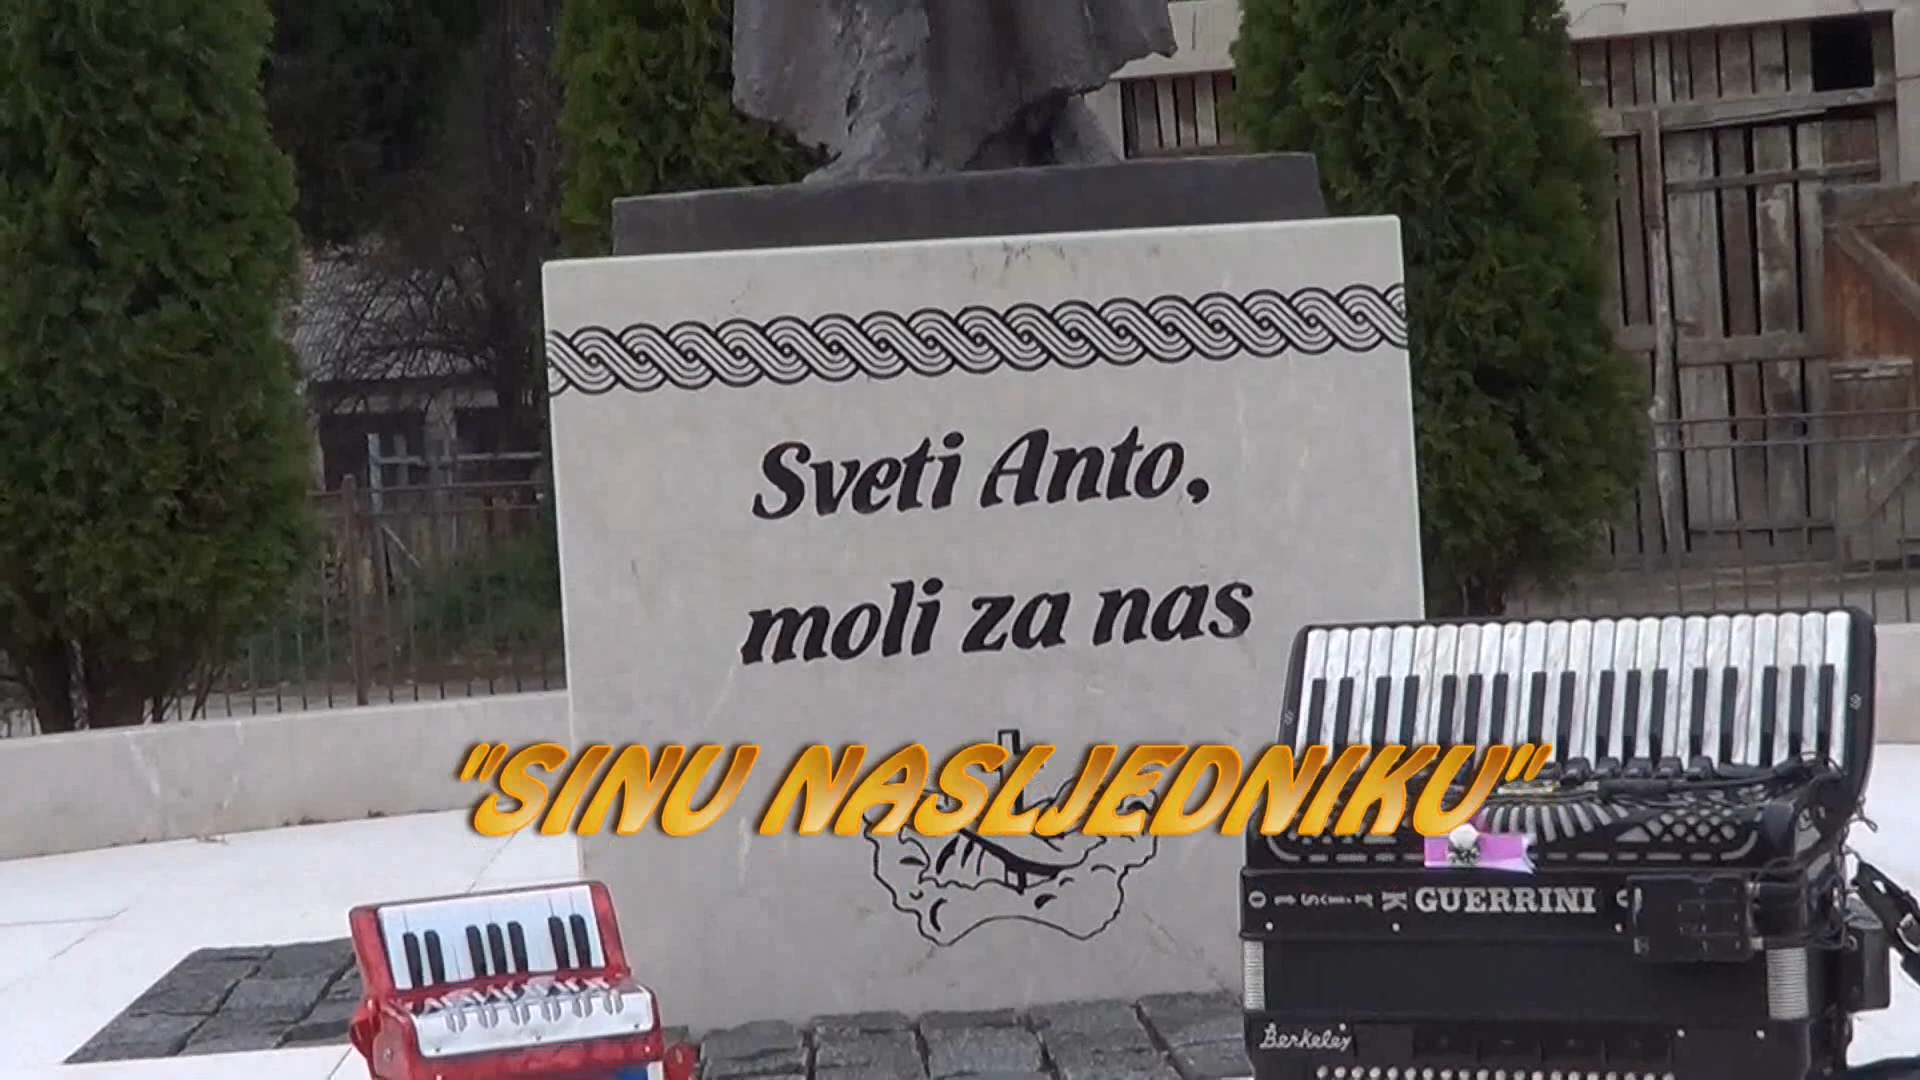 Sveti Anto,
moli za nas
"SINU NASLJEDNIKU"
GUERRINI
Berkeley